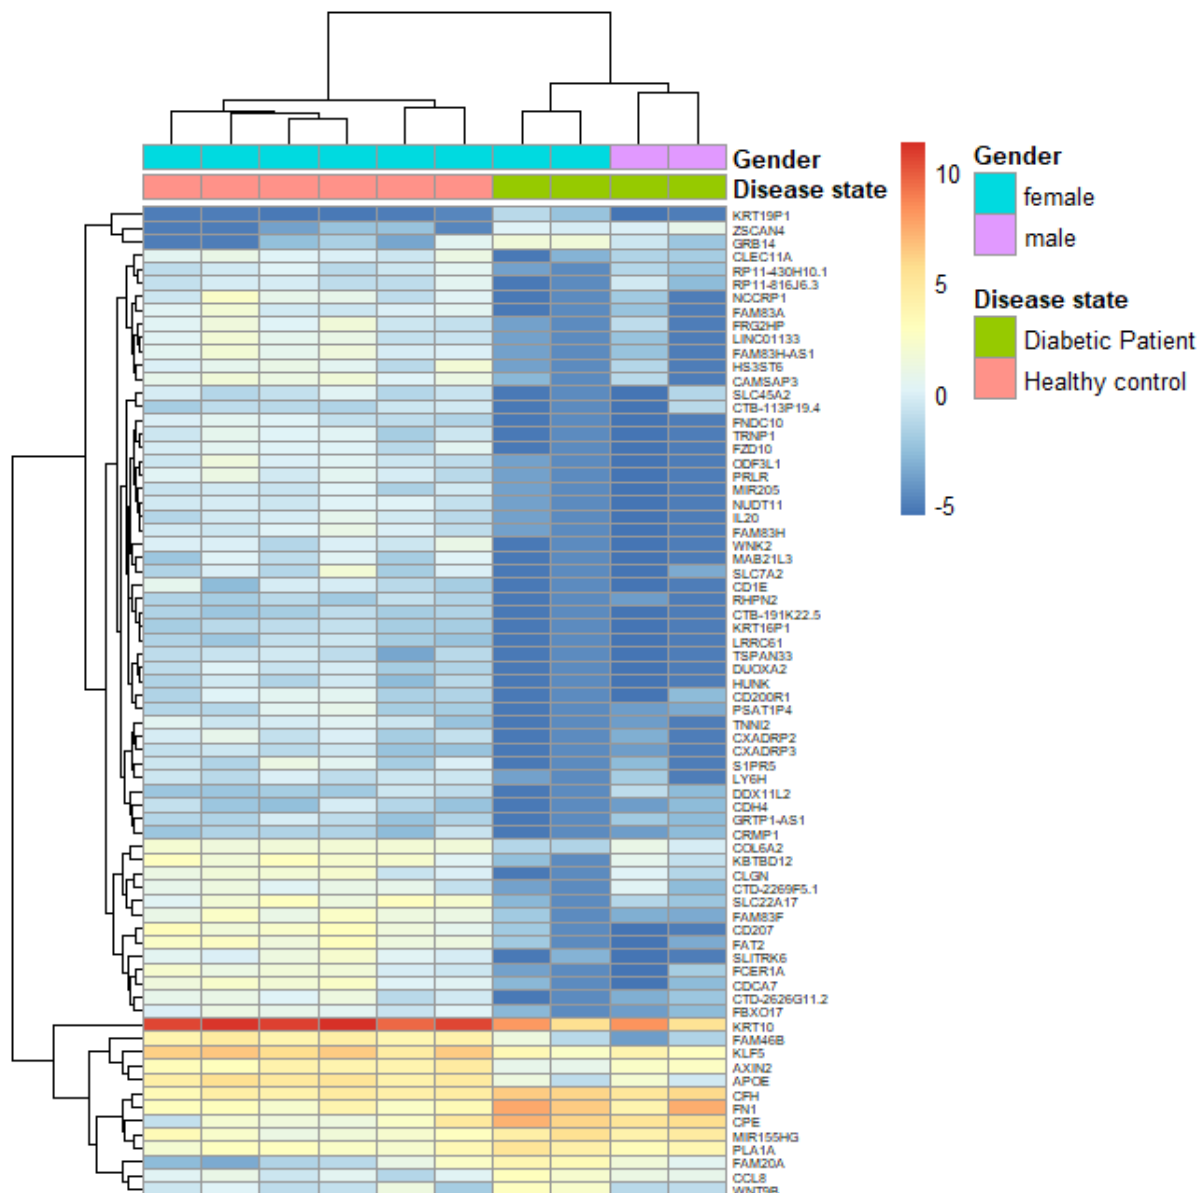 Gender
Disease state
KRT19P1
ZSCAN4
GRB14
CLEC11A
RP11-430H10.1
RP11-816J6.3
NCCRP1
FAM83A
FRG2HP
LINC01133
FAM83H-AS1
HS3ST6
CAMSAP3
SLC45A2
CTB-113P19.4
FNDC10
TRNP1
FZD10
ODF3L1
PRLR
MIR205
NUDT11
IL20
FAM83H
WNK2
MAB21L3
SLC7A2
CD1E
RHPN2
CTB-191K22.5
KRT16P1
LRRC61
TSPAN33
DUOXA2
HUNK
CD200R1
PSAT1P4
TNNI2
CXADRP2
CXADRP3
S1PR5
LY6H
DDX11L2
CDH4
GRTP1-AS1
CRMP1
COL6A2
KBTBD12
CLGN
CTD-2269F5.1
SLC22A17
FAM83F
CD207
FAT2
SLITRK6
FCER1A
CDCA7
CTD-2626G11.2
FBXO17
KRT10
FAM46B
KLF5
AXIN2
APOE
CFH
FN1
CPE
MIR155HG
PLA1A
FAM20A
CCL8
WNT9B
10
5
0
-5
Gender
female
male
Disease state
Diabetic Patient
Healthy control